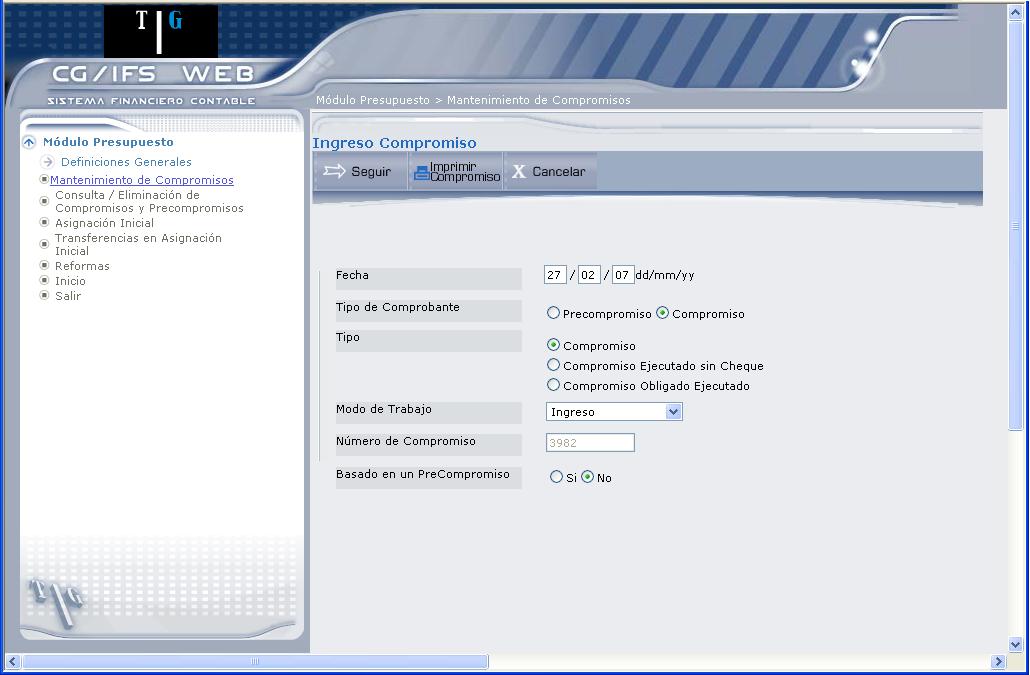 T G
CG/IFS WEB
SISTEMA FINANCIERO CONTABLE
Módulo Presupuesto > Mantenimiento de Compromisos
Módulo Presupuesto
Definiciones Generales
Mantenimiento de Compromisos
Consulta / Eliminación de
Compromisos y Precompromisos
Asignación Inicial
Transferencias en Asignación
Inicial
Reformas
Inicio
Salir
T G
Ingreso Compromiso
Seguir
Imprimir
Compromiso
X Cancelar
Fecha
27 / 02 / 07 dd/mm/yy
Tipo de Comprobante
Precompromiso Compromiso
Tipo
Compromiso
Compromiso Ejecutado sin Cheque
Compromiso Obligado Ejecutado
Modo de Trabajo
Ingreso
Número de Compromiso
3982
Basado en un PreCompromiso
Si No